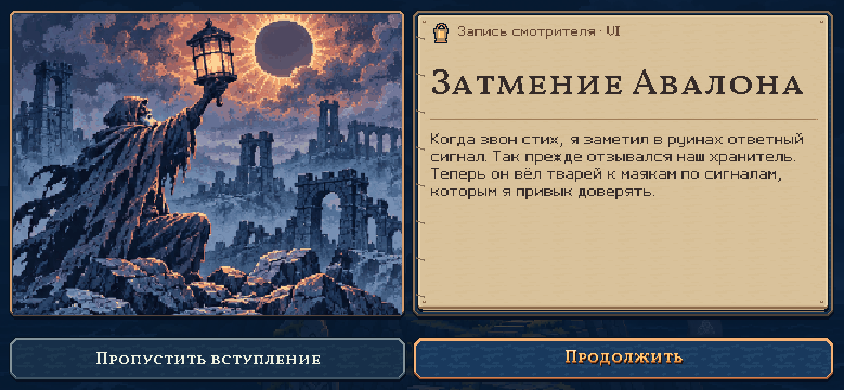 Запись смотрителя · VI
Затмение Авалона
Когда звон стих, я заметил в руинах ответный
сигнал. Так прежде отзывался наш хранитель.
Теперь он вёл тварей к маякам по сигналам,
которым я привык доверять.
Пропустить вступление
Продолжить